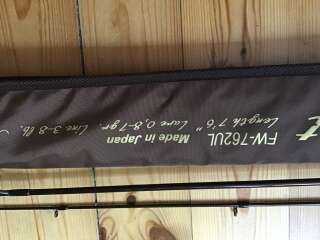 t
FW-762UL
Length 7'6" Lure 0,8-7gr. Line 3-8 lb.
Made in Japan